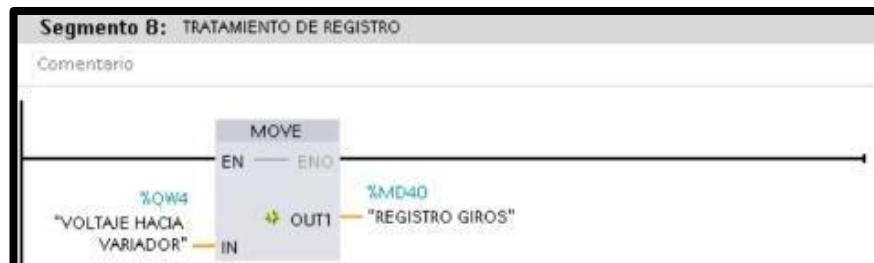 Segmento 8: TRATAMIENTO DE REGISTRO
Comentario
MOVE
EN ENO
%QW4
"VOLTAJE HACIA
VARIADOR" IN
OUT1
%MD40
"REGISTRO GIROS"